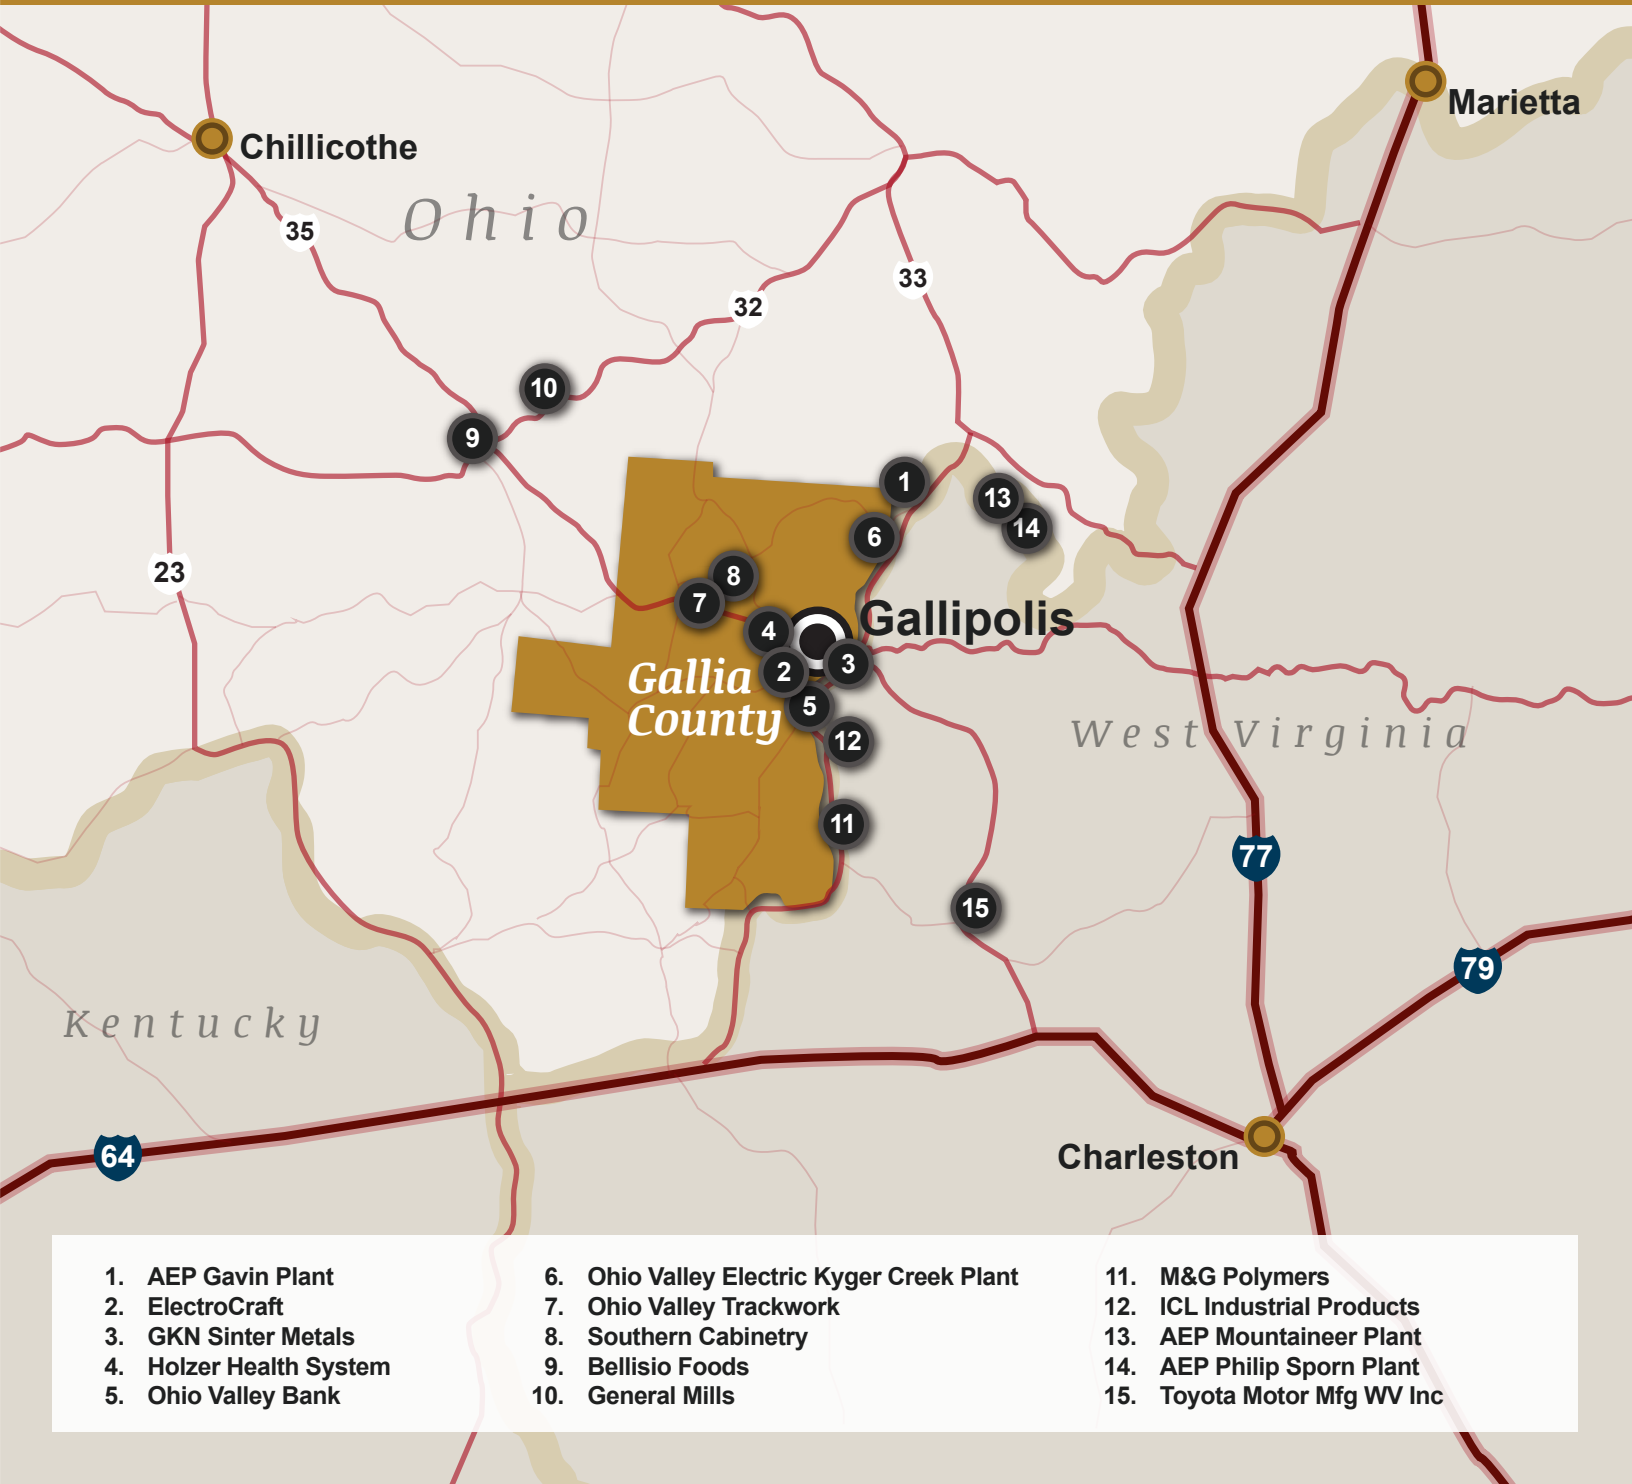 Marietta
Chillicothe
Ohio
35
33
32
10
9
1
13
14
6
23
8
7
4
Gallipolis
3
2
Gallia
County
5
12
West Virginia
11
77
15
79
Kentucky
64
Charleston
1. AEP Gavin Plant
2. ElectroCraft
3. GKN Sinter Metals
4. Holzer Health System
5. Ohio Valley Bank
6. Ohio Valley Electric Kyger Creek Plant
7. Ohio Valley Trackwork
8. Southern Cabinetry
9. Bellisio Foods
10. General Mills
11. M&G Polymers
12. ICL Industrial Products
13. AEP Mountaineer Plant
14. AEP Philip Sporn Plant
15. Toyota Motor Mfg WV Inc